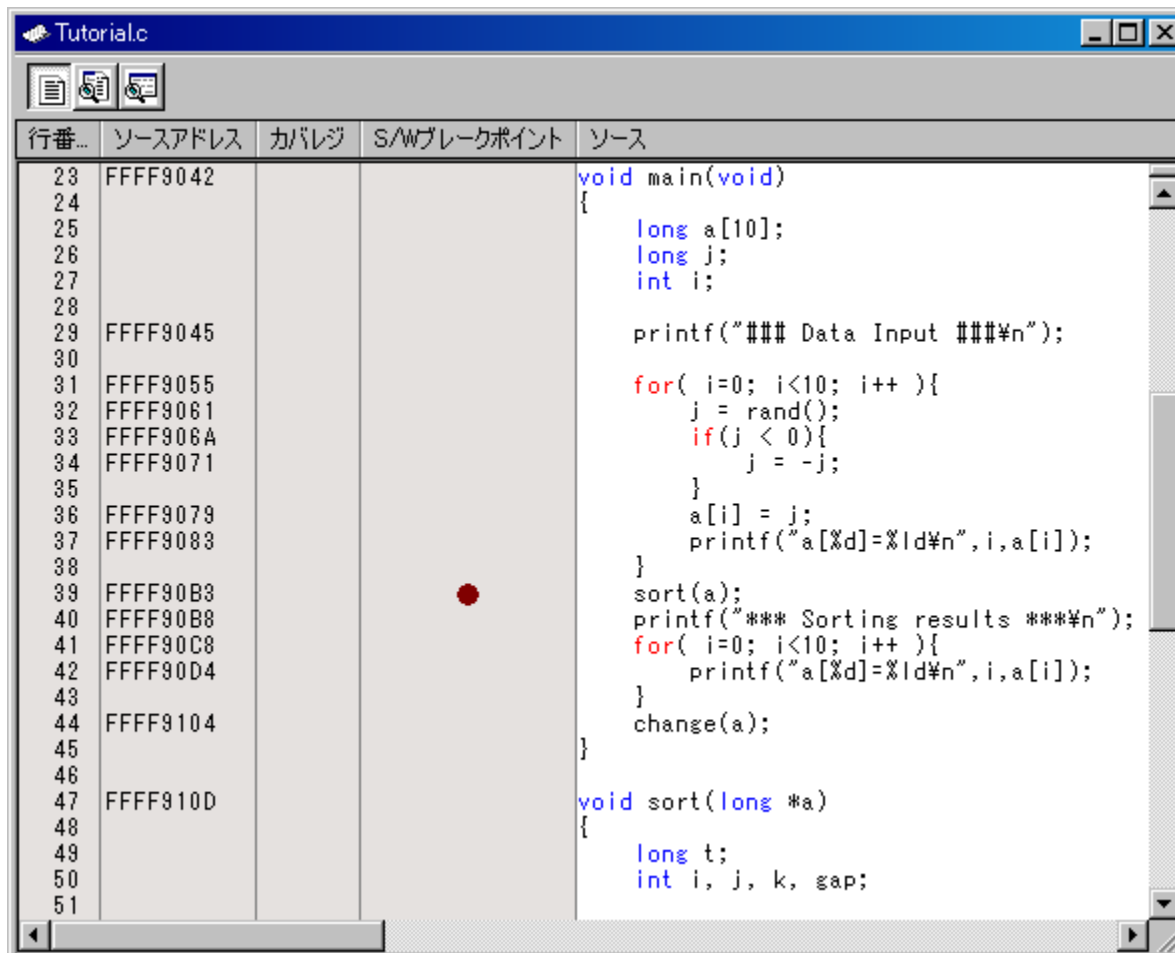 Tutorial.c
行番... ソースアドレス カバレジ S/Wブレークポイント ソース
23 FFFF9042 void main(void)
24 {
25 long a[10];
26 long j;
27 int i;
28
29 FFFF9045 printf("### Data Input ###¥n");
30
31 FFFF9055 for( i=0; i<10; i++ ){
32 FFFF9061 j = rand();
33 FFFF906A if(j < 0){
34 FFFF9071 j = -j;
35 }
36 FFFF9079 a[i] = j;
37 FFFF9083 printf("a[%d]=%ld¥n",i,a[i]);
38 }
39 FFFF90B3 sort(a);
40 FFFF90B8 printf("*** Sorting results ***¥n");
41 FFFF90C8 for( i=0; i<10; i++ ){
42 FFFF90D4 printf("a[%d]=%ld¥n",i,a[i]);
43 }
44 FFFF9104 change(a);
45 }
46
47 FFFF910D void sort(long *a)
48 {
49 long t;
50 int i, j, k, gap;
51